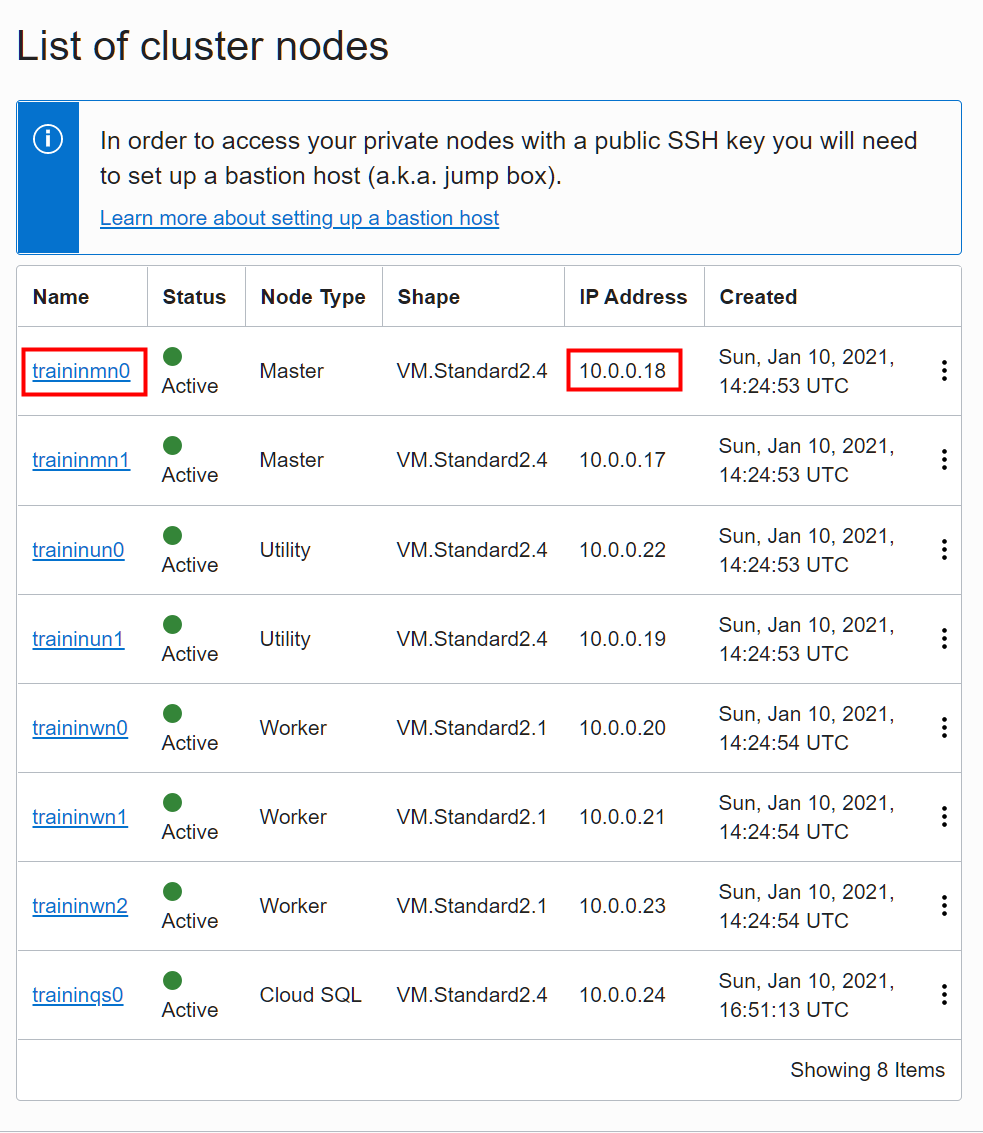 List of cluster nodes
In order to access your private nodes with a public SSH key you will need
to set up a bastion host (a.k.a. jump box).
Learn more about setting up a bastion host
Name Status Node Type Shape IP Address Created
traininmn0 Active Master VM.Standard2.4 10.0.0.18 Sun, Jan 10, 2021,
14:24:53 UTC
traininmn1 Active Master VM.Standard2.4 10.0.0.17 Sun, Jan 10, 2021,
14:24:53 UTC
traininun0 Active Utility VM.Standard2.4 10.0.0.22 Sun, Jan 10, 2021,
14:24:53 UTC
traininun1 Active Utility VM.Standard2.4 10.0.0.19 Sun, Jan 10, 2021,
14:24:53 UTC
traininwn0 Active Worker VM.Standard2.1 10.0.0.20 Sun, Jan 10, 2021,
14:24:54 UTC
traininwn1 Active Worker VM.Standard2.1 10.0.0.21 Sun, Jan 10, 2021,
14:24:54 UTC
traininwn2 Active Worker VM.Standard2.1 10.0.0.23 Sun, Jan 10, 2021,
14:24:54 UTC
traininqs0 Active Cloud SQL VM.Standard2.4 10.0.0.24 Sun, Jan 10, 2021,
16:51:13 UTC
Showing 8 Items